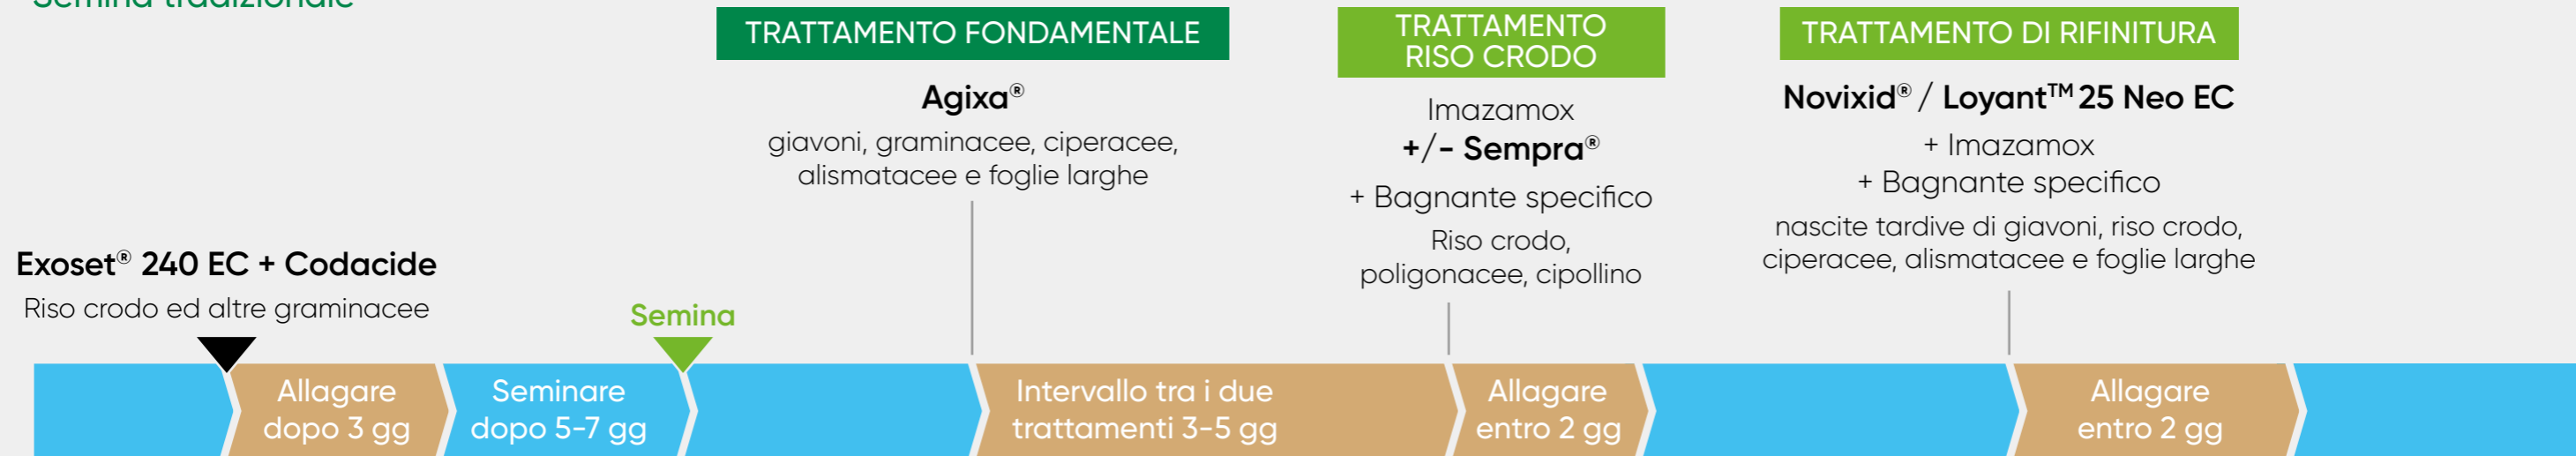 Semina tradizionale
TRATTAMENTO FONDAMENTALE
Agixa®
giavoni, graminacee, ciperacee,
alismatacee e foglie larghe
TRATTAMENTO
RISO CRODO
Imazamox
+/- Sempra®
+ Bagnante specifico
Riso crodo,
poligonacee, cipollino
TRATTAMENTO DI RIFINITURA
Novixid® / Loyant™ 25 Neo EC
+ Imazamox
+ Bagnante specifico
nascite tardive di giavoni, riso crodo,
ciperacee, alismatacee e foglie larghe
Exoset® 240 EC + Codacide
Riso crodo ed altre graminacee
Semina
Allagare
dopo 3 gg
Seminare
dopo 5-7 gg
Intervallo tra i due
trattamenti 3-5 gg
Allagare
entro 2 gg
Allagare
entro 2 gg